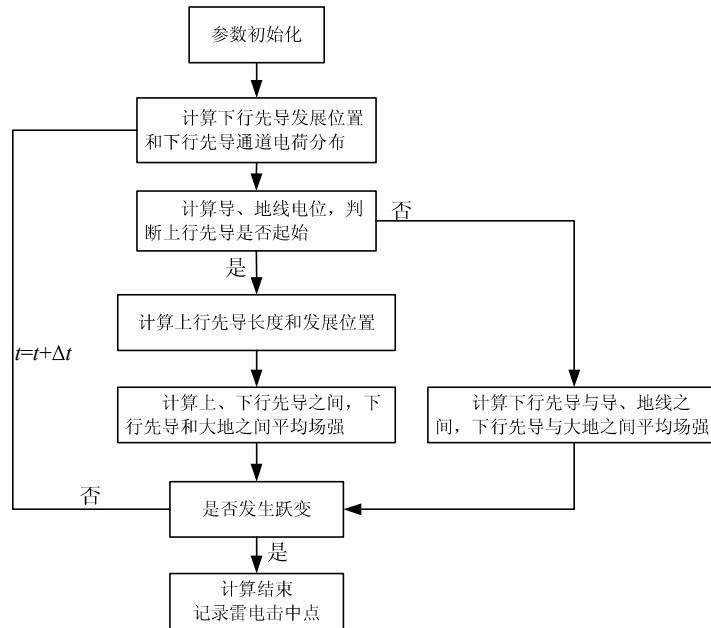 参数初始化
计算下行先导发展位置
和下行先导通道电荷分布
计算导、地线电位，判
断上行先导是否起始
否
是
计算上行先导长度和发展位置
t=t+Δt
计算上、下行先导之间，下
行先导和大地之间平均场强
计算下行先导与导、地线之
间，下行先导与大地之间平均场强
否
是否发生跃变
是
计算结束
记录雷电击中点